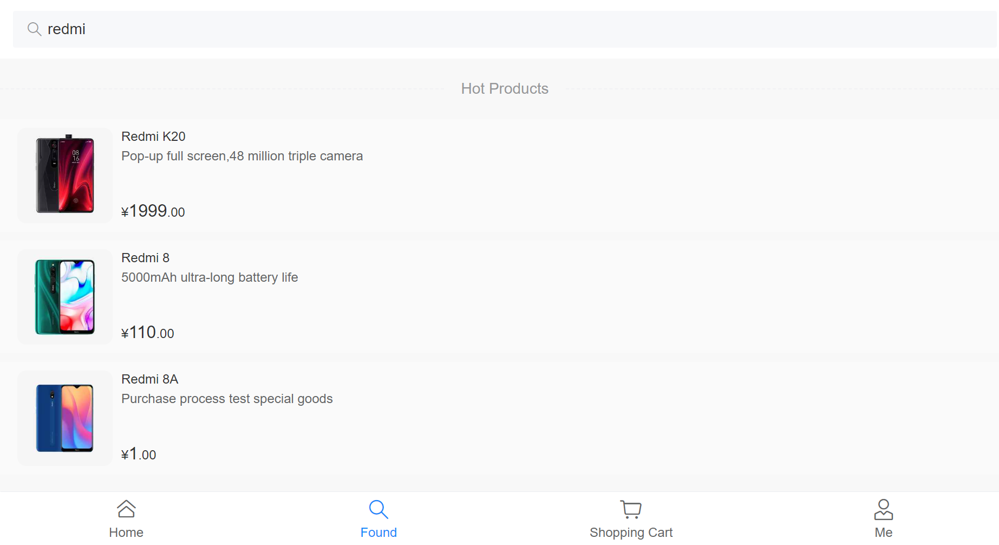 redmi
Hot Products
Redmi K20
Pop-up full screen,48 million triple camera
¥1999.00
Redmi 8
5000mAh ultra-long battery life
¥110.00
Redmi 8A
Purchase process test special goods
¥1.00
Home
Found
Shopping Cart
Me